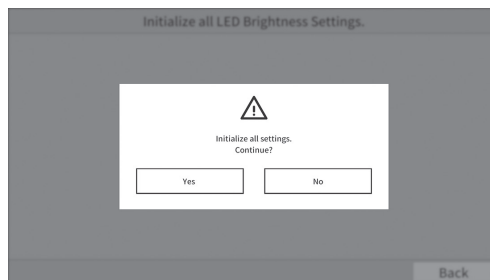 Initialize all LED Brightness Settings.
Initialize all settings.
Continue?
Yes
No
Back